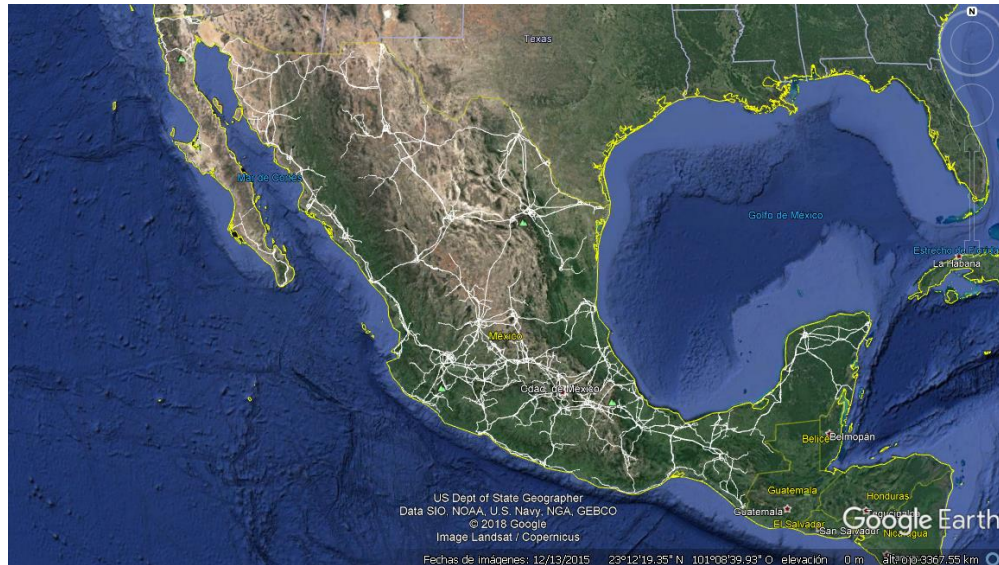 N
Texas
Mar de Cortés
Golfo de México
Estrecho de Florida
La Habana
México
Cdad. de México
Belice
Belmopán
Guatemala
Honduras
Guatemala
Tegucigalpa
El Salvador
San Salvador
Nicaragua
US Dept of State Geographer
Data SIO, NOAA, U.S. Navy, NGA, GEBCO
© 2018 Google
Image Landsat / Copernicus
Google Earth
Fechas de imágenes: 12/13/2015 23°12'19.35" N 101°08'39.93" O elevación 0 m alt. ojo 3367.55 km